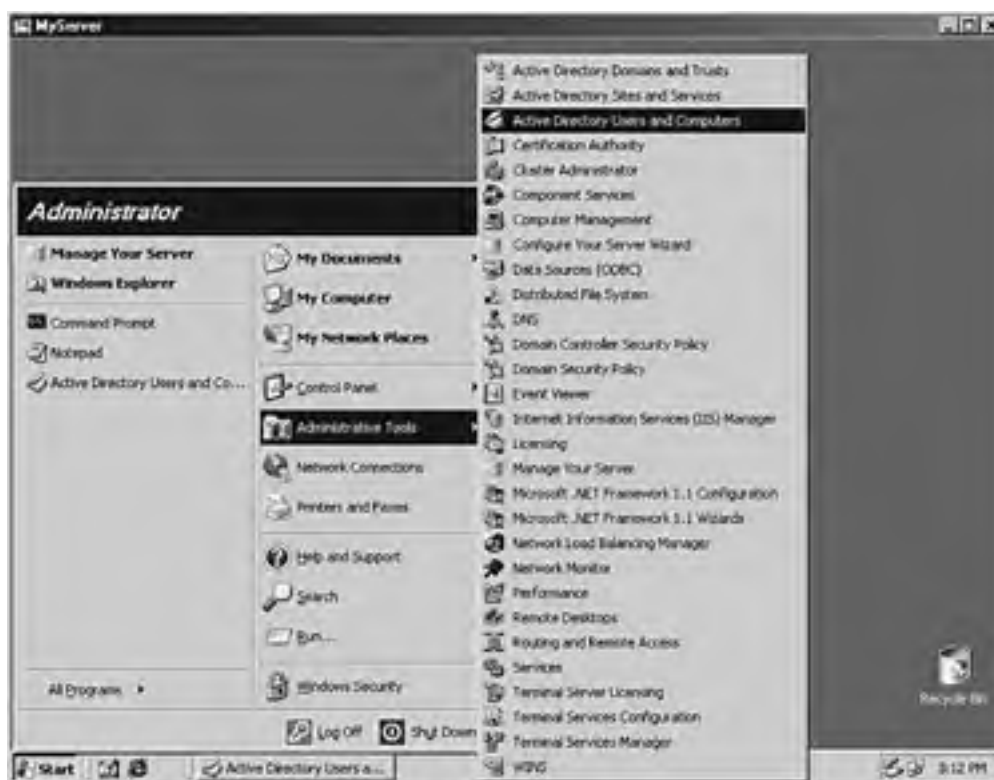 MyServer
Administrator
Manage Your Server
Windows Explorer
Command Prompt
Notepad
Active Directory Users and Co...
All Programs
My Documents
My Computer
My Network Places
Control Panel
Administrative Tools
Network Connections
Printers and Faxes
Help and Support
Search
Run...
Windows Security
Log Off
Shut Down
Active Directory Domains and Trusts
Active Directory Sites and Services
Active Directory Users and Computers
Certification Authority
Cluster Administrator
Component Services
Computer Management
Configure Your Server Wizard
Data Sources (ODBC)
Distributed File System
DNS
Domain Controller Security Policy
Domain Security Policy
Event Viewer
Internet Information Services (IIS) Manager
Licensing
Manage Your Server
Microsoft .NET Framework 1.1 Configuration
Microsoft .NET Framework 1.1 Wizards
Network Load Balancing Manager
Network Monitor
Performance
Remote Desktops
Routing and Remote Access
Services
Terminal Server Licensing
Terminal Services Configuration
Terminal Services Manager
WINS
Recycle Bin
Start
Active Directory Users a...
3:12 PM